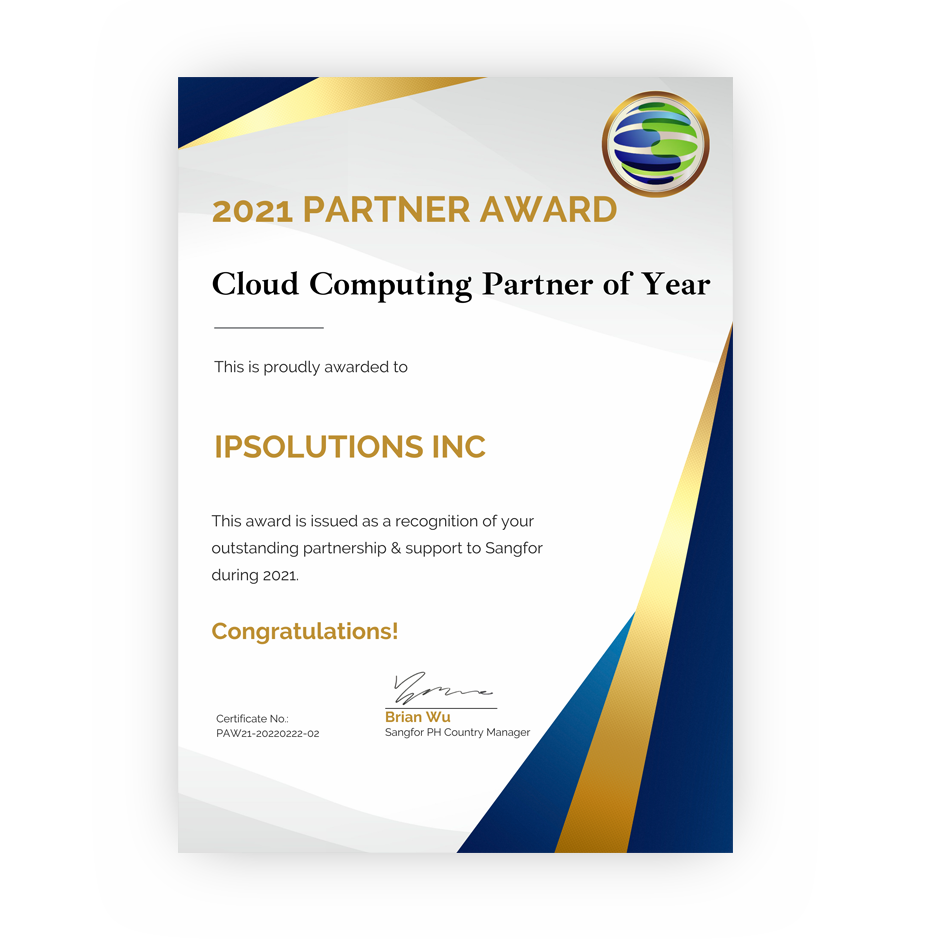 2021 PARTNER AWARD
Cloud Computing Partner of Year
This is proudly awarded to
IPSOLUTIONS INC
This award is issued as a recognition of your
outstanding partnership & support to Sangfor
during 2021.
Congratulations!
Certificate No.:
PAW21-20220222-02
Brian Wu
Sangfor PH Country Manager